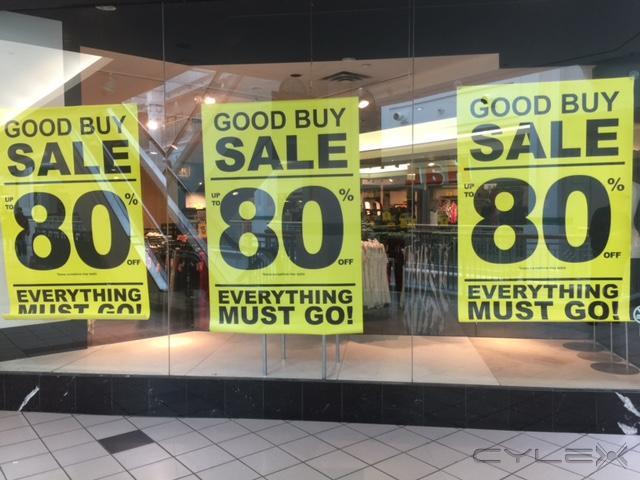 GOOD BUY
SALE
UP TO 80% OFF
EVERYTHING
MUST GO!
GOOD BUY
SALE
UP TO 80% OFF
EVERYTHING
MUST GO!
GOOD BUY
SALE
UP TO 80% OFF
EVERYTHING
MUST GO!
CYLEX